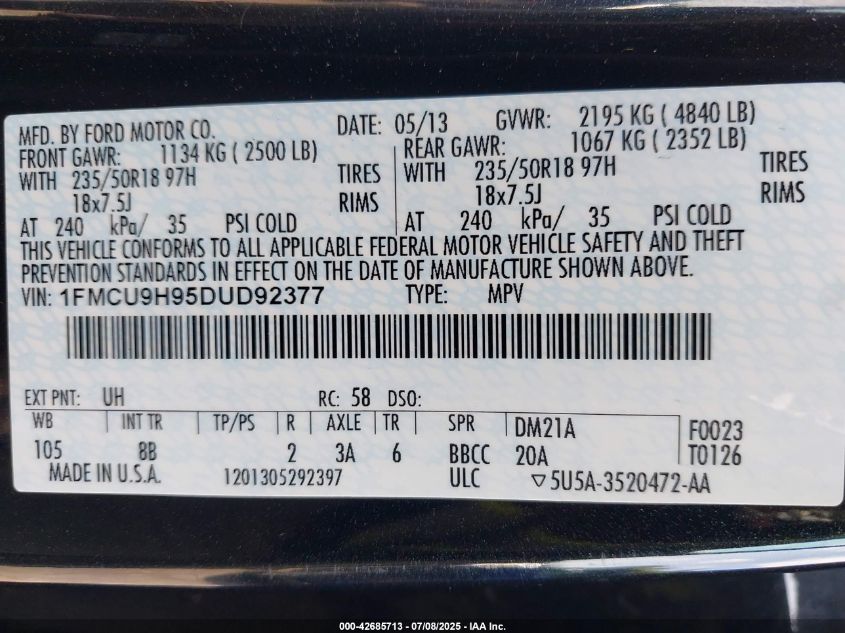 MFD. BY FORD MOTOR CO. DATE: 05/13 GVWR: 2195 KG ( 4840 LB)
FRONT GAWR: 1134 KG ( 2500 LB) REAR GAWR: 1067 KG ( 2352 LB)
WITH 235/50R18 97H TIRES WITH 235/50R18 97H TIRES
18x7.5J RIMS 18x7.5J RIMS
AT 240 kPa/ 35 PSI COLD AT 240 kPa/ 35 PSI COLD
THIS VEHICLE CONFORMS TO ALL APPLICABLE FEDERAL MOTOR VEHICLE SAFETY AND THEFT
PREVENTION STANDARDS IN EFFECT ON THE DATE OF MANUFACTURE SHOWN ABOVE.
VIN: 1FMCU9H95DUD92377 TYPE: MPV
EXT PNT: UH RC: 58 DSO:
WB INT TR TP/PS R AXLE TR SPR DM21A F0023
105 8B 2 3A 6 BBCC 20A T0126
MADE IN U.S.A. 1201305292397 ULC ▽5U5A-3520472-AA
000-42685713 - 07/08/2025 - IAA Inc.